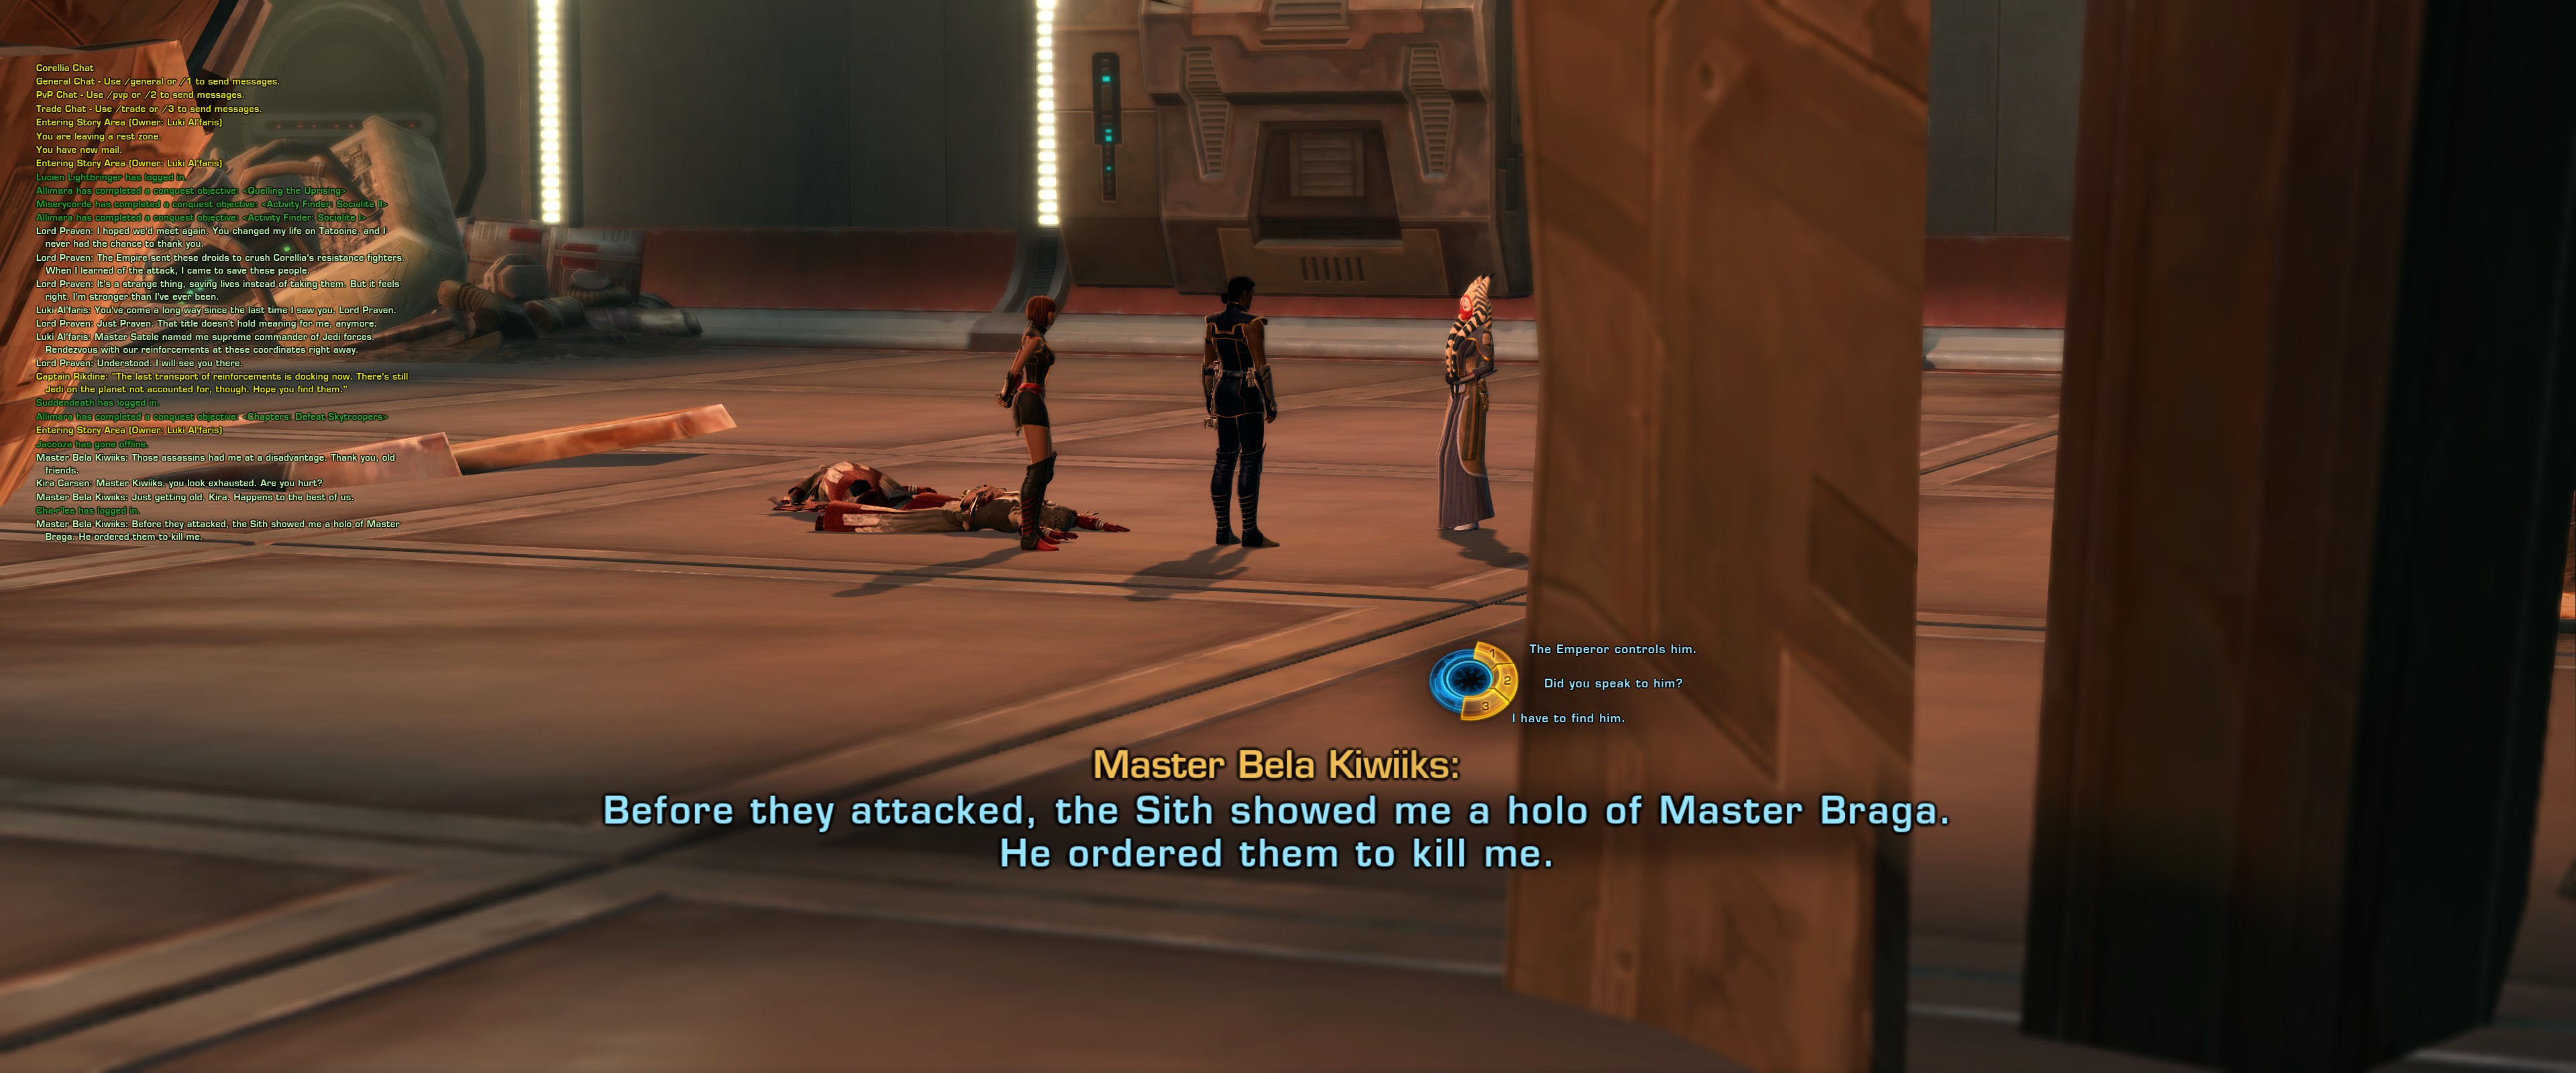 Corellia Chat
General Chat - Use /general or /1 to send messages.
PvP Chat - Use /pvp or /2 to send messages.
Trade Chat - Use /trade or /3 to send messages.
Entering Story Area (Owner: Luki Al'faris)
You are leaving a rest zone.
You have new mail.
Entering Story Area (Owner: Luki Al'faris)
Lucien Lightbringer has logged in.
Allimara has completed a conquest objective: <Quelling the Uprising>
Miserycorde has completed a conquest objective: <Activity Finder: Socialite II>
Allimara has completed a conquest objective: <Activity Finder: Socialite I>
Lord Praven: I hoped we'd meet again. You changed my life on Tatooine, and I
never had the chance to thank you.
Lord Praven: The Empire sent these droids to crush Corellia's resistance fighters.
When I learned of the attack, I came to save these people.
Lord Praven: It's a strange thing, saving lives instead of taking them. But it feels
right. I'm stronger than I've ever been.
Luki Al'faris: You've come a long way since the last time I saw you, Lord Praven.
Lord Praven: Just Praven. That title doesn't hold meaning for me, anymore.
Luki Al'faris: Master Satele named me supreme commander of Jedi forces.
Rendezvous with our reinforcements at these coordinates right away.
Lord Praven: Understood. I will see you there.
Captain Rikdine: "The last transport of reinforcements is docking now. There's still
Jedi on the planet not accounted for, though. Hope you find them."
Suddendeath has logged in.
Allimara has completed a conquest objective: <Chapters: Defeat Skytroopers>
Entering Story Area (Owner: Luki Al'faris)
Jacooza has gone offline.
Master Bela Kiwiiks: Those assassins had me at a disadvantage. Thank you, old
friends.
Kira Carsen: Master Kiwiiks, you look exhausted. Are you hurt?
Master Bela Kiwiiks: Just getting old, Kira. Happens to the best of us.
has logged in.
Master Bela Kiwiiks: Before they attacked, the Sith showed me a holo of Master
Braga. He ordered them to kill me.
1 The Emperor controls him.
2 Did you speak to him?
3 I have to find him.
Master Bela Kiwiiks:
Before they attacked, the Sith showed me a holo of Master Braga.
He ordered them to kill me.